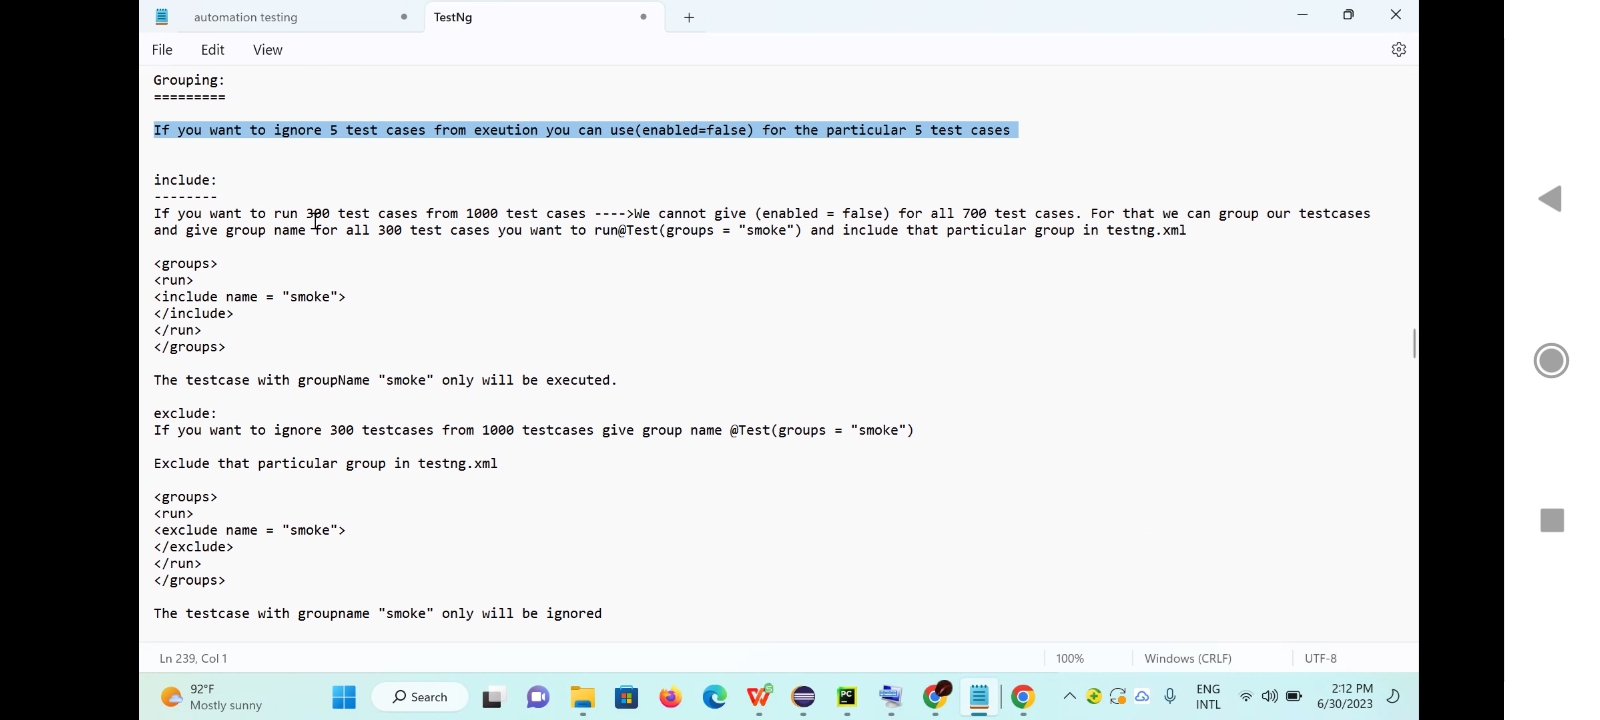 automation testing
TestNg
File Edit View
Grouping:
=========
If you want to ignore 5 test cases from exeution you can use(enabled=false) for the particular 5 test cases
include:
--------
If you want to run 300 test cases from 1000 test cases ---->We cannot give (enabled = false) for all 700 test cases. For that we can group our testcases
and give group name for all 300 test cases you want to run@Test(groups = "smoke") and include that particular group in testng.xml
<groups>
<run>
<include name = "smoke">
</include>
</run>
</groups>
The testcase with groupName "smoke" only will be executed.
exclude:
If you want to ignore 300 testcases from 1000 testcases give group name @Test(groups = "smoke")
Exclude that particular group in testng.xml
<groups>
<run>
<exclude name = "smoke">
</exclude>
</run>
</groups>
The testcase with groupname "smoke" only will be ignored
Ln 239, Col 1 100% Windows (CRLF) UTF-8
92°F
Mostly sunny
Search
PC
ENG
INTL
2:12 PM
6/30/2023